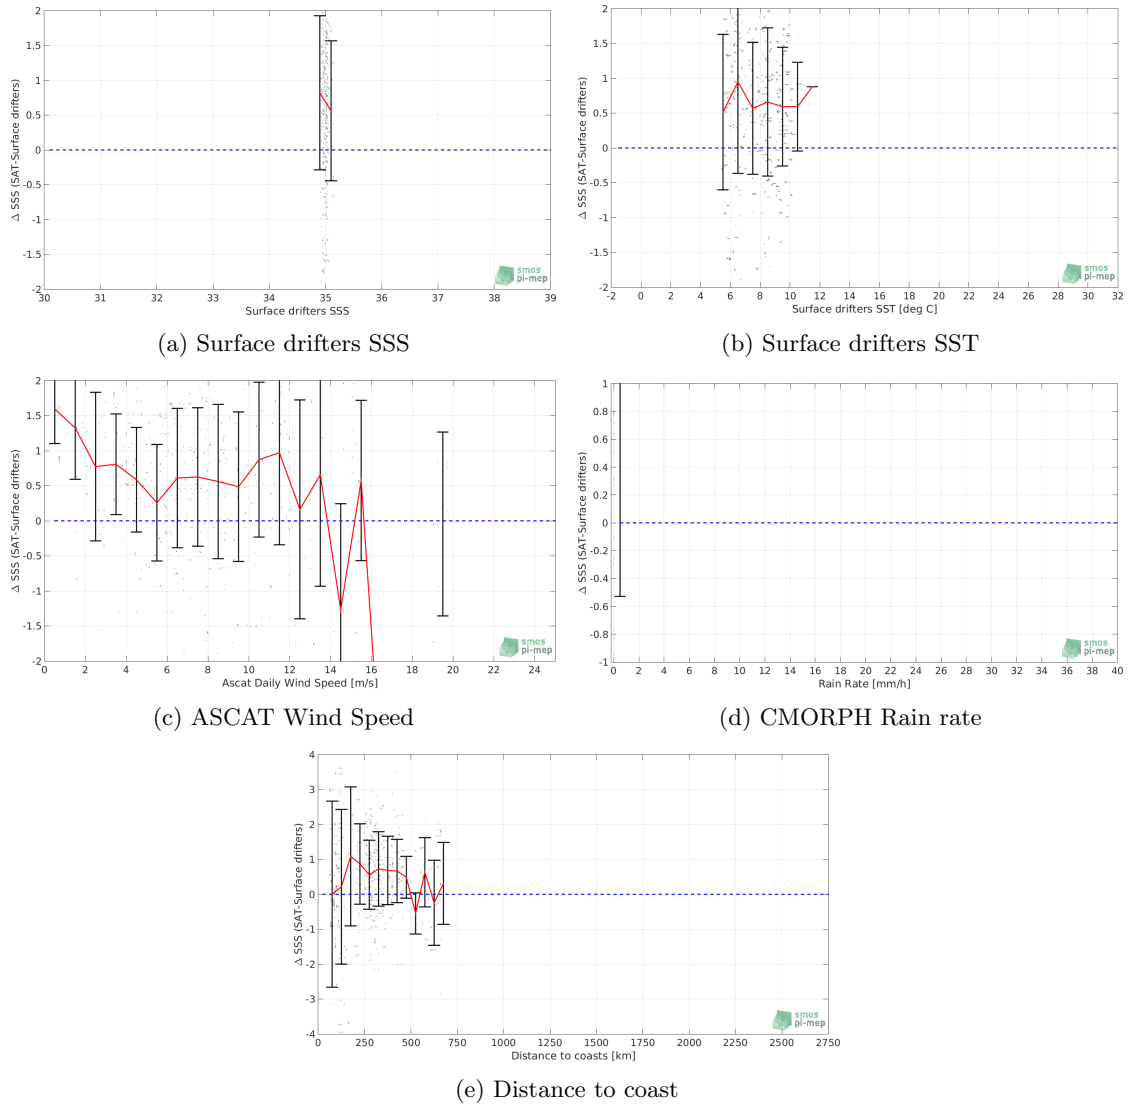 2
1.5
1
0.5
0
-0.5
-1
-1.5
-2
Δ SSS (SAT-Surface drifters)
30 31 32 33 34 35 36 37 38 39
Surface drifters SSS
smos
pi-mep
(a) Surface drifters SSS
2
1.5
1
0.5
0
-0.5
-1
-1.5
-2
Δ SSS (SAT-Surface drifters)
-2 0 2 4 6 8 10 12 14 16 18 20 22 24 26 28 30 32
Surface drifters SST [deg C]
smos
pi-mep
(b) Surface drifters SST
2
1.5
1
0.5
0
-0.5
-1
-1.5
-2
Δ SSS (SAT-Surface drifters)
0 2 4 6 8 10 12 14 16 18 20 22 24
Ascat Daily Wind Speed [m/s]
smos
pi-mep
(c) ASCAT Wind Speed
1
0.8
0.6
0.4
0.2
0
-0.2
-0.4
-0.6
-0.8
-1
Δ SSS (SAT-Surface drifters)
0 2 4 6 8 10 12 14 16 18 20 22 24 26 28 30 32 34 36 38 40
Rain Rate [mm/h]
smos
pi-mep
(d) CMORPH Rain rate
4
3
2
1
0
-1
-2
-3
-4
Δ SSS (SAT-Surface drifters)
0 250 500 750 1000 1250 1500 1750 2000 2250 2500 2750
Distance to coasts [km]
smos
pi-mep
(e) Distance to coast